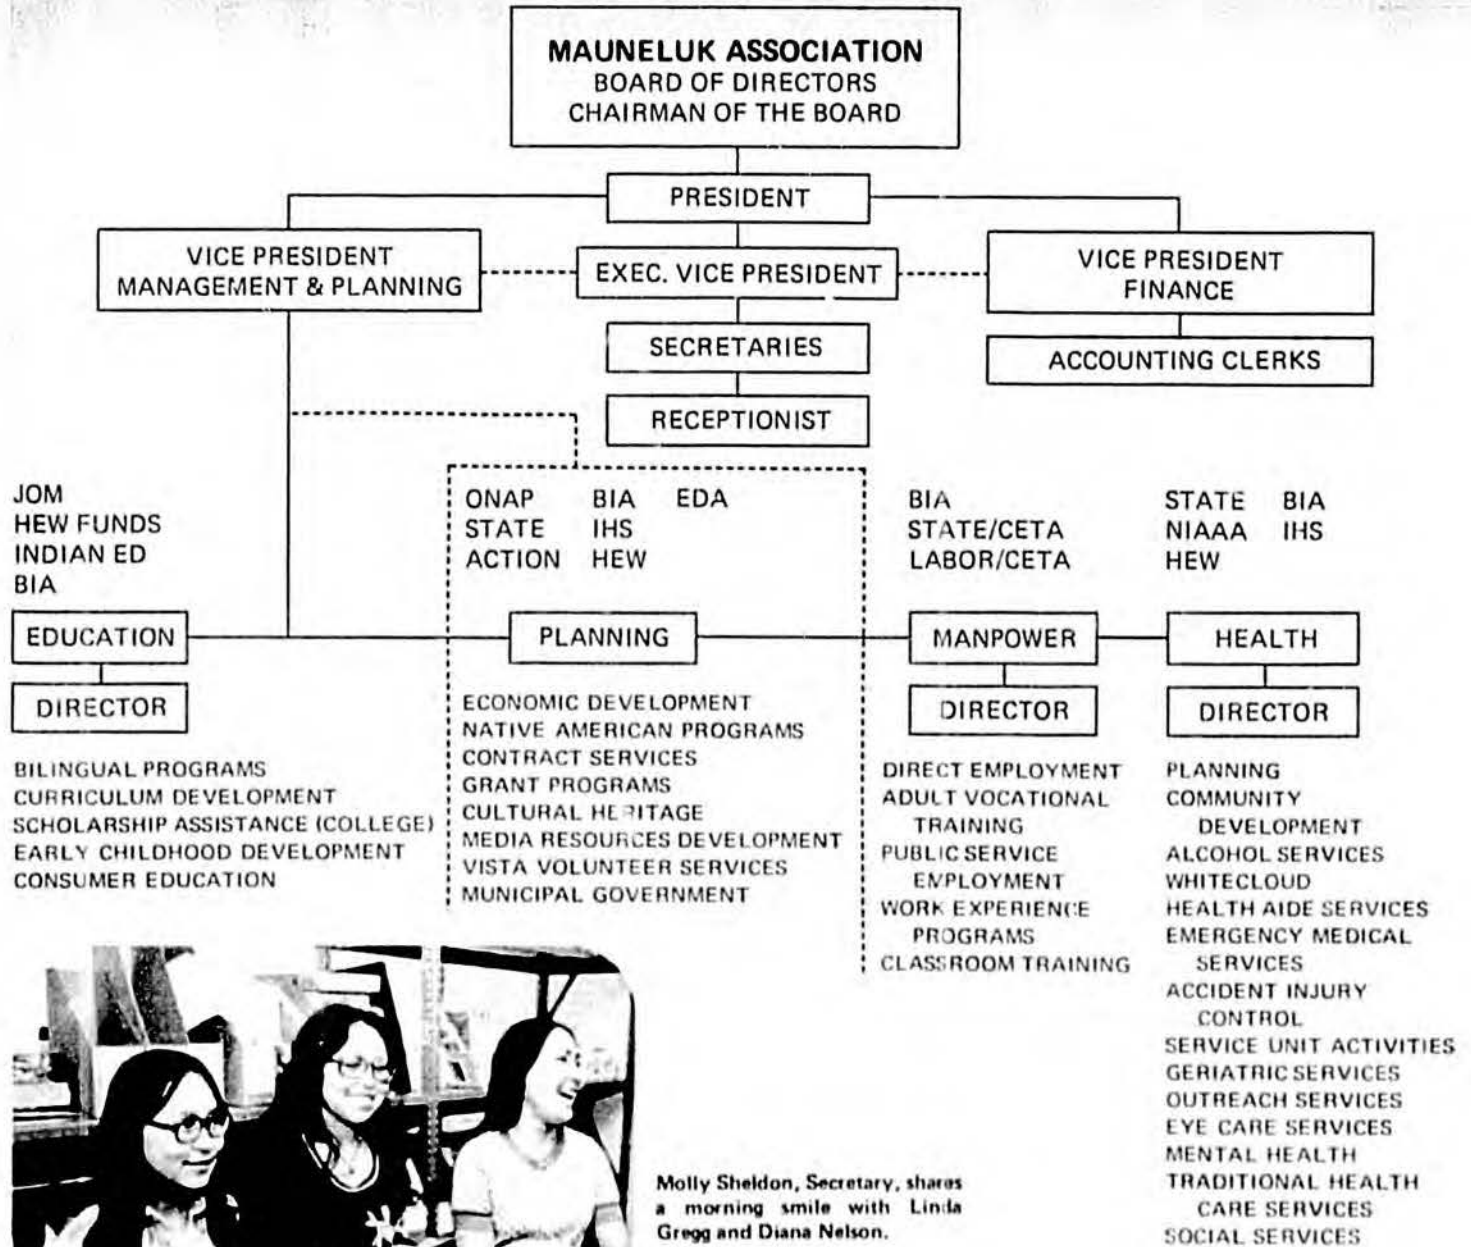 MAUNELUK ASSOCIATION
BOARD OF DIRECTORS
CHAIRMAN OF THE BOARD
PRESIDENT
VICE PRESIDENT
MANAGEMENT & PLANNING
EXEC. VICE PRESIDENT
VICE PRESIDENT
FINANCE
SECRETARIES
ACCOUNTING CLERKS
RECEPTIONIST
JOM
HEW FUNDS
INDIAN ED
BIA
ONAP BIA EDA
STATE IHS
ACTION HEW
BIA
STATE/CETA
LABOR/CETA
STATE BIA
NIAAA IHS
HEW
EDUCATION
DIRECTOR
BILINGUAL PROGRAMS
CURRICULUM DEVELOPMENT
SCHOLARSHIP ASSISTANCE (COLLEGE)
EARLY CHILDHOOD DEVELOPMENT
CONSUMER EDUCATION
PLANNING
ECONOMIC DEVELOPMENT
NATIVE AMERICAN PROGRAMS
CONTRACT SERVICES
GRANT PROGRAMS
CULTURAL HERITAGE
MEDIA RESOURCES DEVELOPMENT
VISTA VOLUNTEER SERVICES
MUNICIPAL GOVERNMENT
MANPOWER
DIRECTOR
DIRECT EMPLOYMENT
ADULT VOCATIONAL
TRAINING
PUBLIC SERVICE
EMPLOYMENT
WORK EXPERIENCE
PROGRAMS
CLASSROOM TRAINING
HEALTH
DIRECTOR
PLANNING
COMMUNITY
DEVELOPMENT
ALCOHOL SERVICES
WHITECLOUD
HEALTH AIDE SERVICES
EMERGENCY MEDICAL
SERVICES
ACCIDENT INJURY
CONTROL
SERVICE UNIT ACTIVITIES
GERIATRIC SERVICES
OUTREACH SERVICES
EYE CARE SERVICES
MENTAL HEALTH
TRADITIONAL HEALTH
CARE SERVICES
SOCIAL SERVICES
Molly Sheldon, Secretary, shares
a morning smile with Linda
Gregg and Diana Nelson.